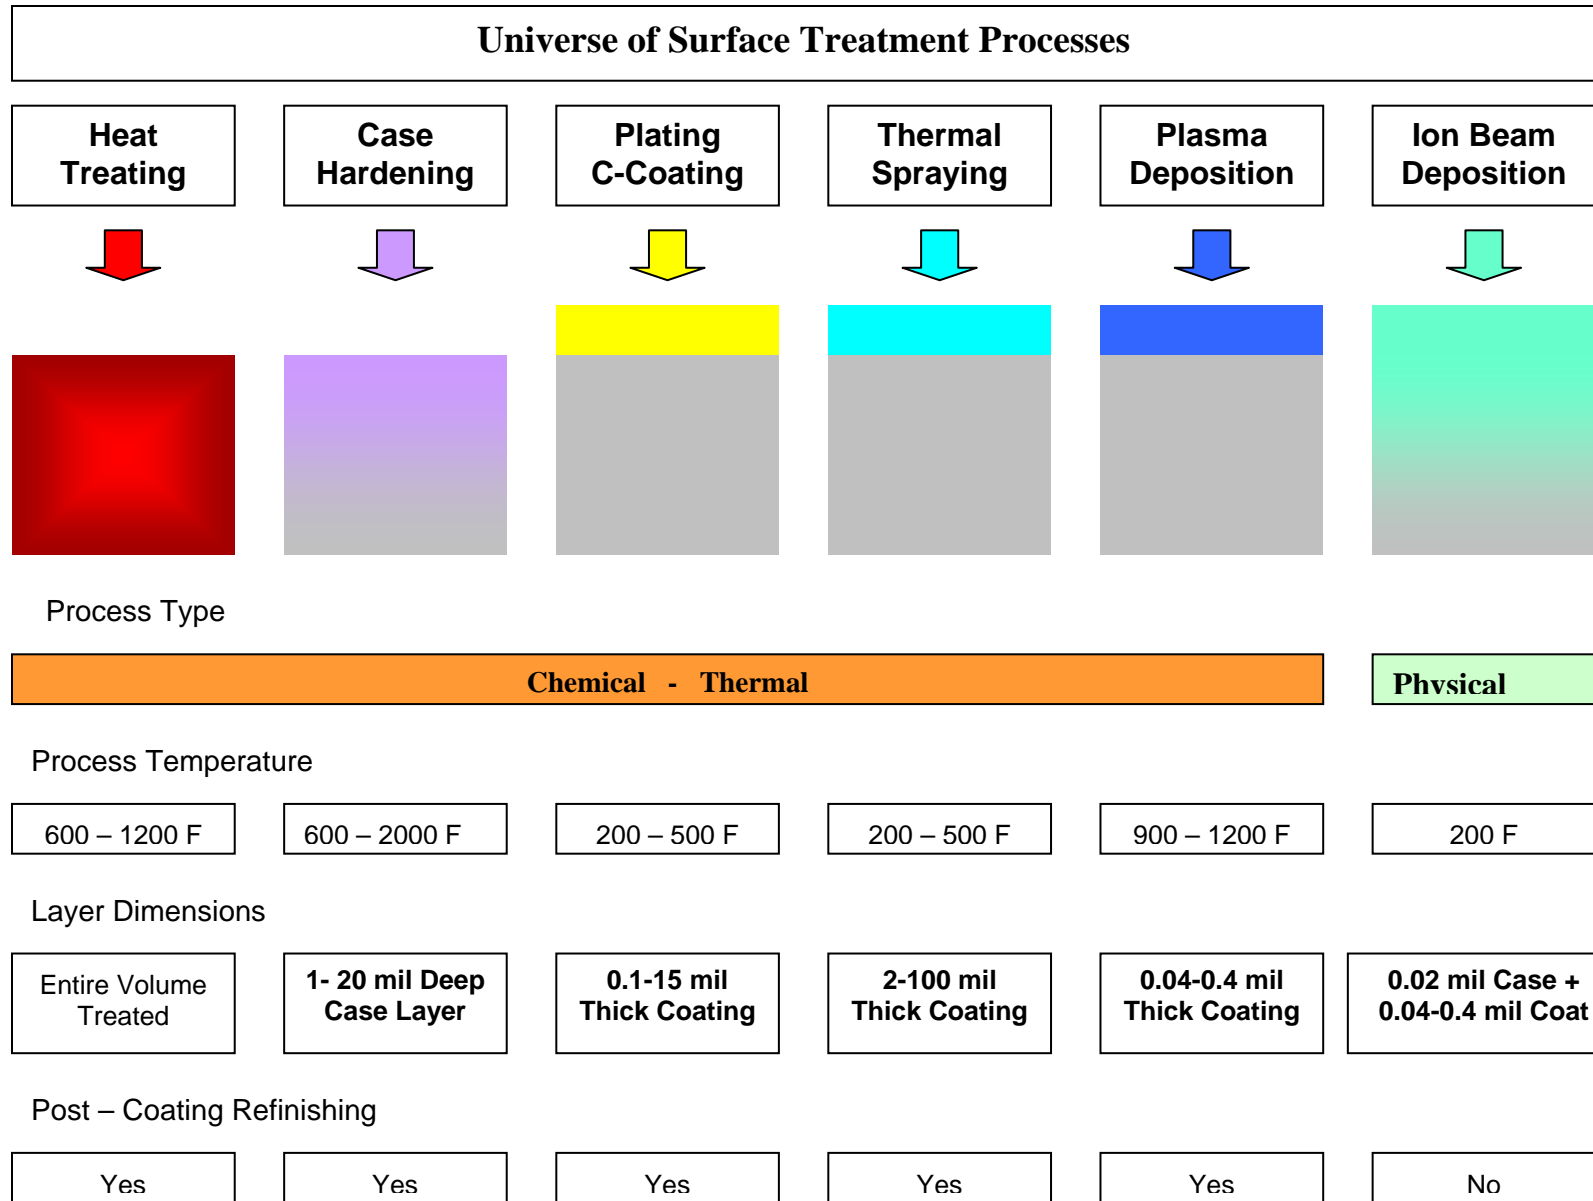 Universe of Surface Treatment Processes
Heat
Treating
Case
Hardening
Plating
C-Coating
Thermal
Spraying
Plasma
Deposition
Ion Beam
Deposition
Process Type
Chemical - Thermal
Physical
Process Temperature
600 – 1200 F
600 – 2000 F
200 – 500 F
200 – 500 F
900 – 1200 F
200 F
Layer Dimensions
Entire Volume
Treated
1- 20 mil Deep
Case Layer
0.1-15 mil
Thick Coating
2-100 mil
Thick Coating
0.04-0.4 mil
Thick Coating
0.02 mil Case +
0.04-0.4 mil Coat
Post – Coating Refinishing
Yes
Yes
Yes
Yes
Yes
No